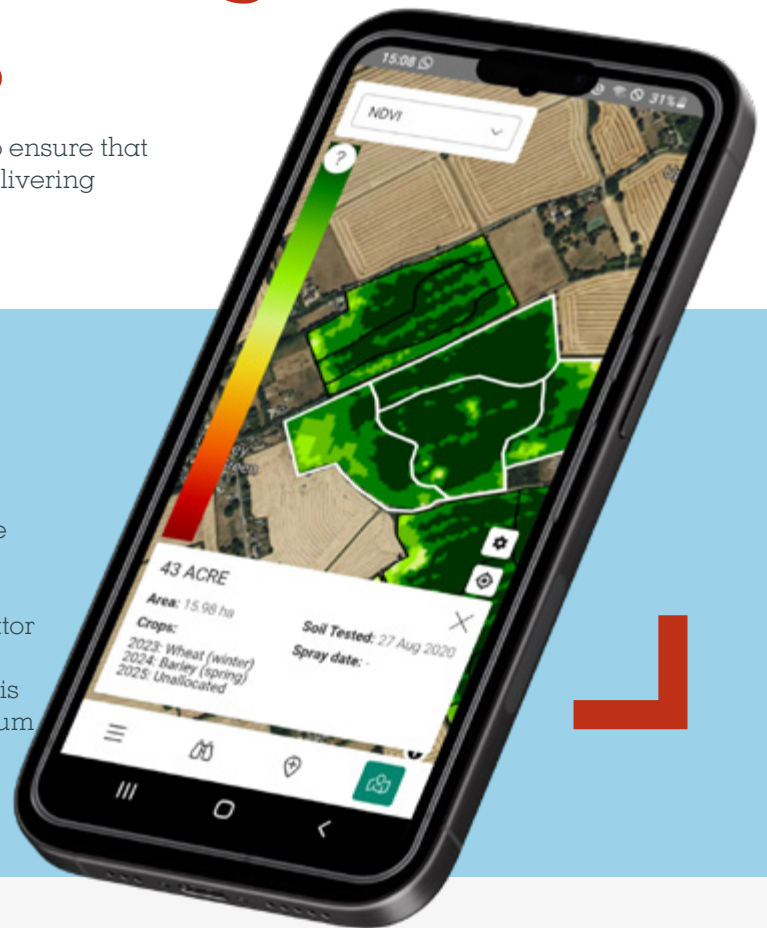 ensure that
livering
15:08
31%
NDVI
?
43 ACRE
Area: 15.98 ha
Crops:
2023: Wheat (winter)
2024: Barley (spring)
2025: Unallocated
Soil Tested: 27 Aug 2020
Spray date: -
e
tor
is
um